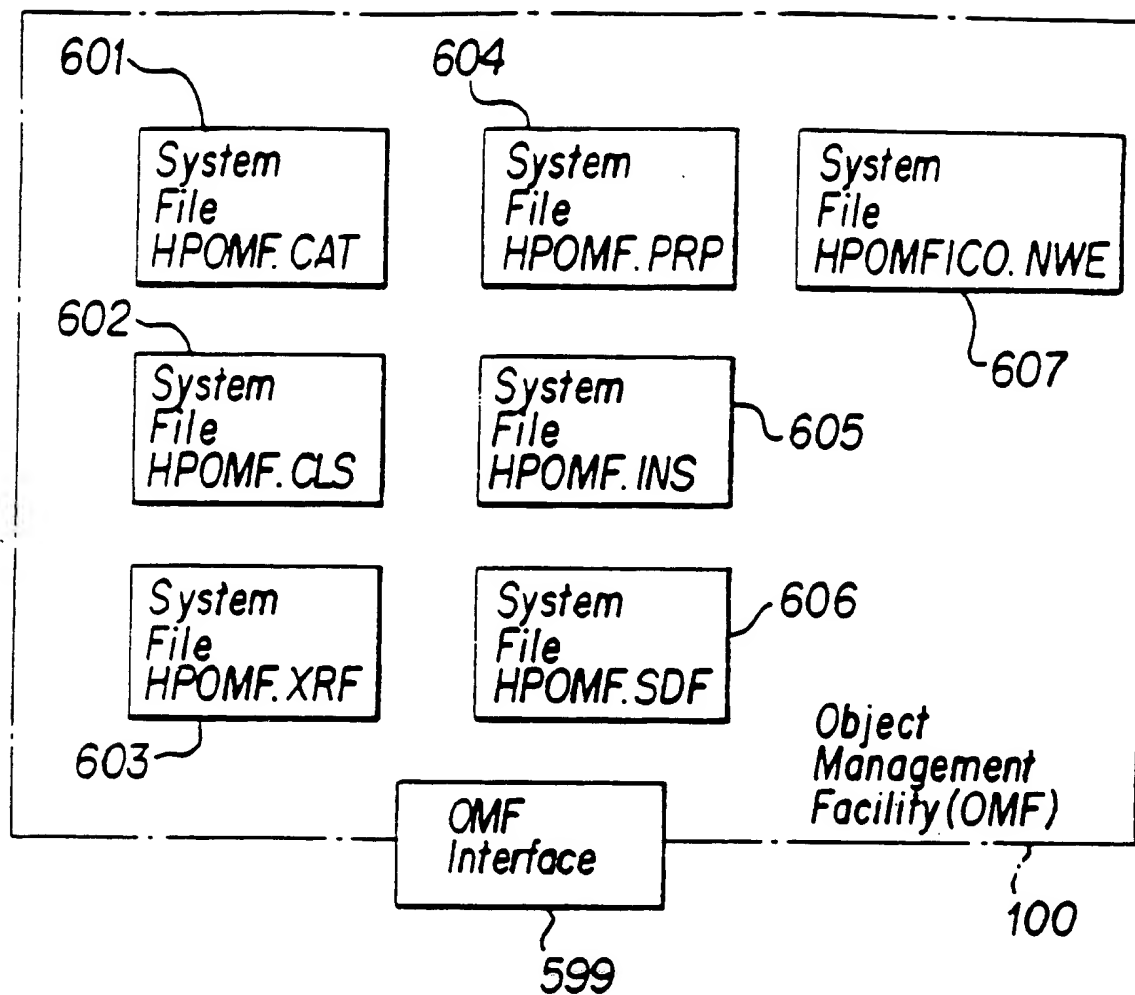 601
System
File
HPOMF.CAT
604
System
File
HPOMF.PRP
System
File
HPOMFICO.NWE
607
602
System
File
HPOMF.CLS
System
File
HPOMF.INS
605
System
File
HPOMF.XRF
603
System
File
HPOMF.SDF
606
Object
Management
Facility(OMF)
100
OMF
Interface
599